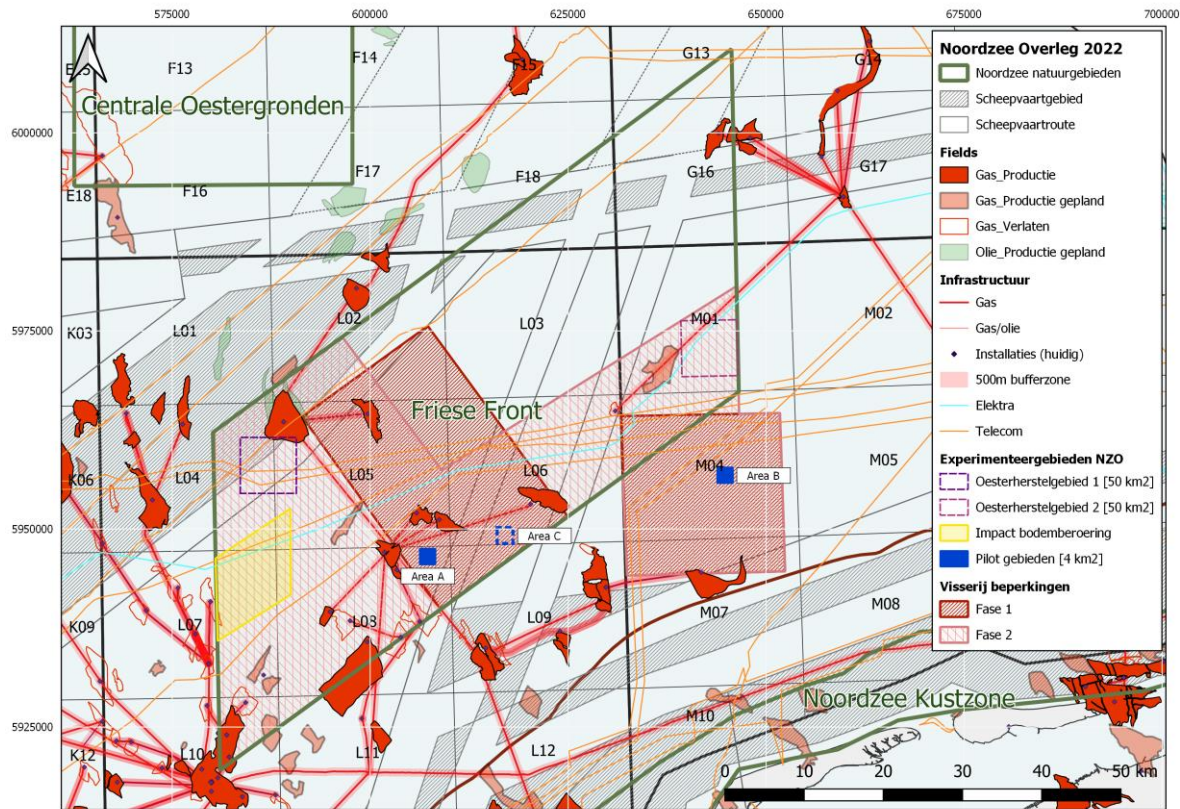 575000 600000 625000 650000 675000 700000
Noordzee Overleg 2022
Noordzee natuurgebieden
Scheepvaartgebied
Scheepvaartroute
Fields
Gas_Productie
Gas_Productie gepland
Gas_Verlaten
Olie_Productie gepland
Infrastructuur
Gas
Gas/olie
Installaties (huidig)
500m bufferzone
Elektra
Telecom
Experimenteergebieden NZO
Oesterherstelgebied 1 [50 km2]
Oesterherstelgebied 2 [50 km2]
Impact bodemberoering
Pilot gebieden [4 km2]
Visserij beperkingen
Fase 1
Fase 2
F14 G13
E15 F13 F15 G14
Centrale Oestergronden
6000000
F17 F18 G16 G17
E18 F16
K03 L01 L02 L03 M01 M02
5975000
Friese Front
K06 L04 L05 L06 M04 M05
Area B
5950000
Area C
Area A
K09 L07 L03 L09 M07 M08
Noordzee Kustzone
5925000
M10
K12 L10 L11 L12
0 10 20 30 40 50 km